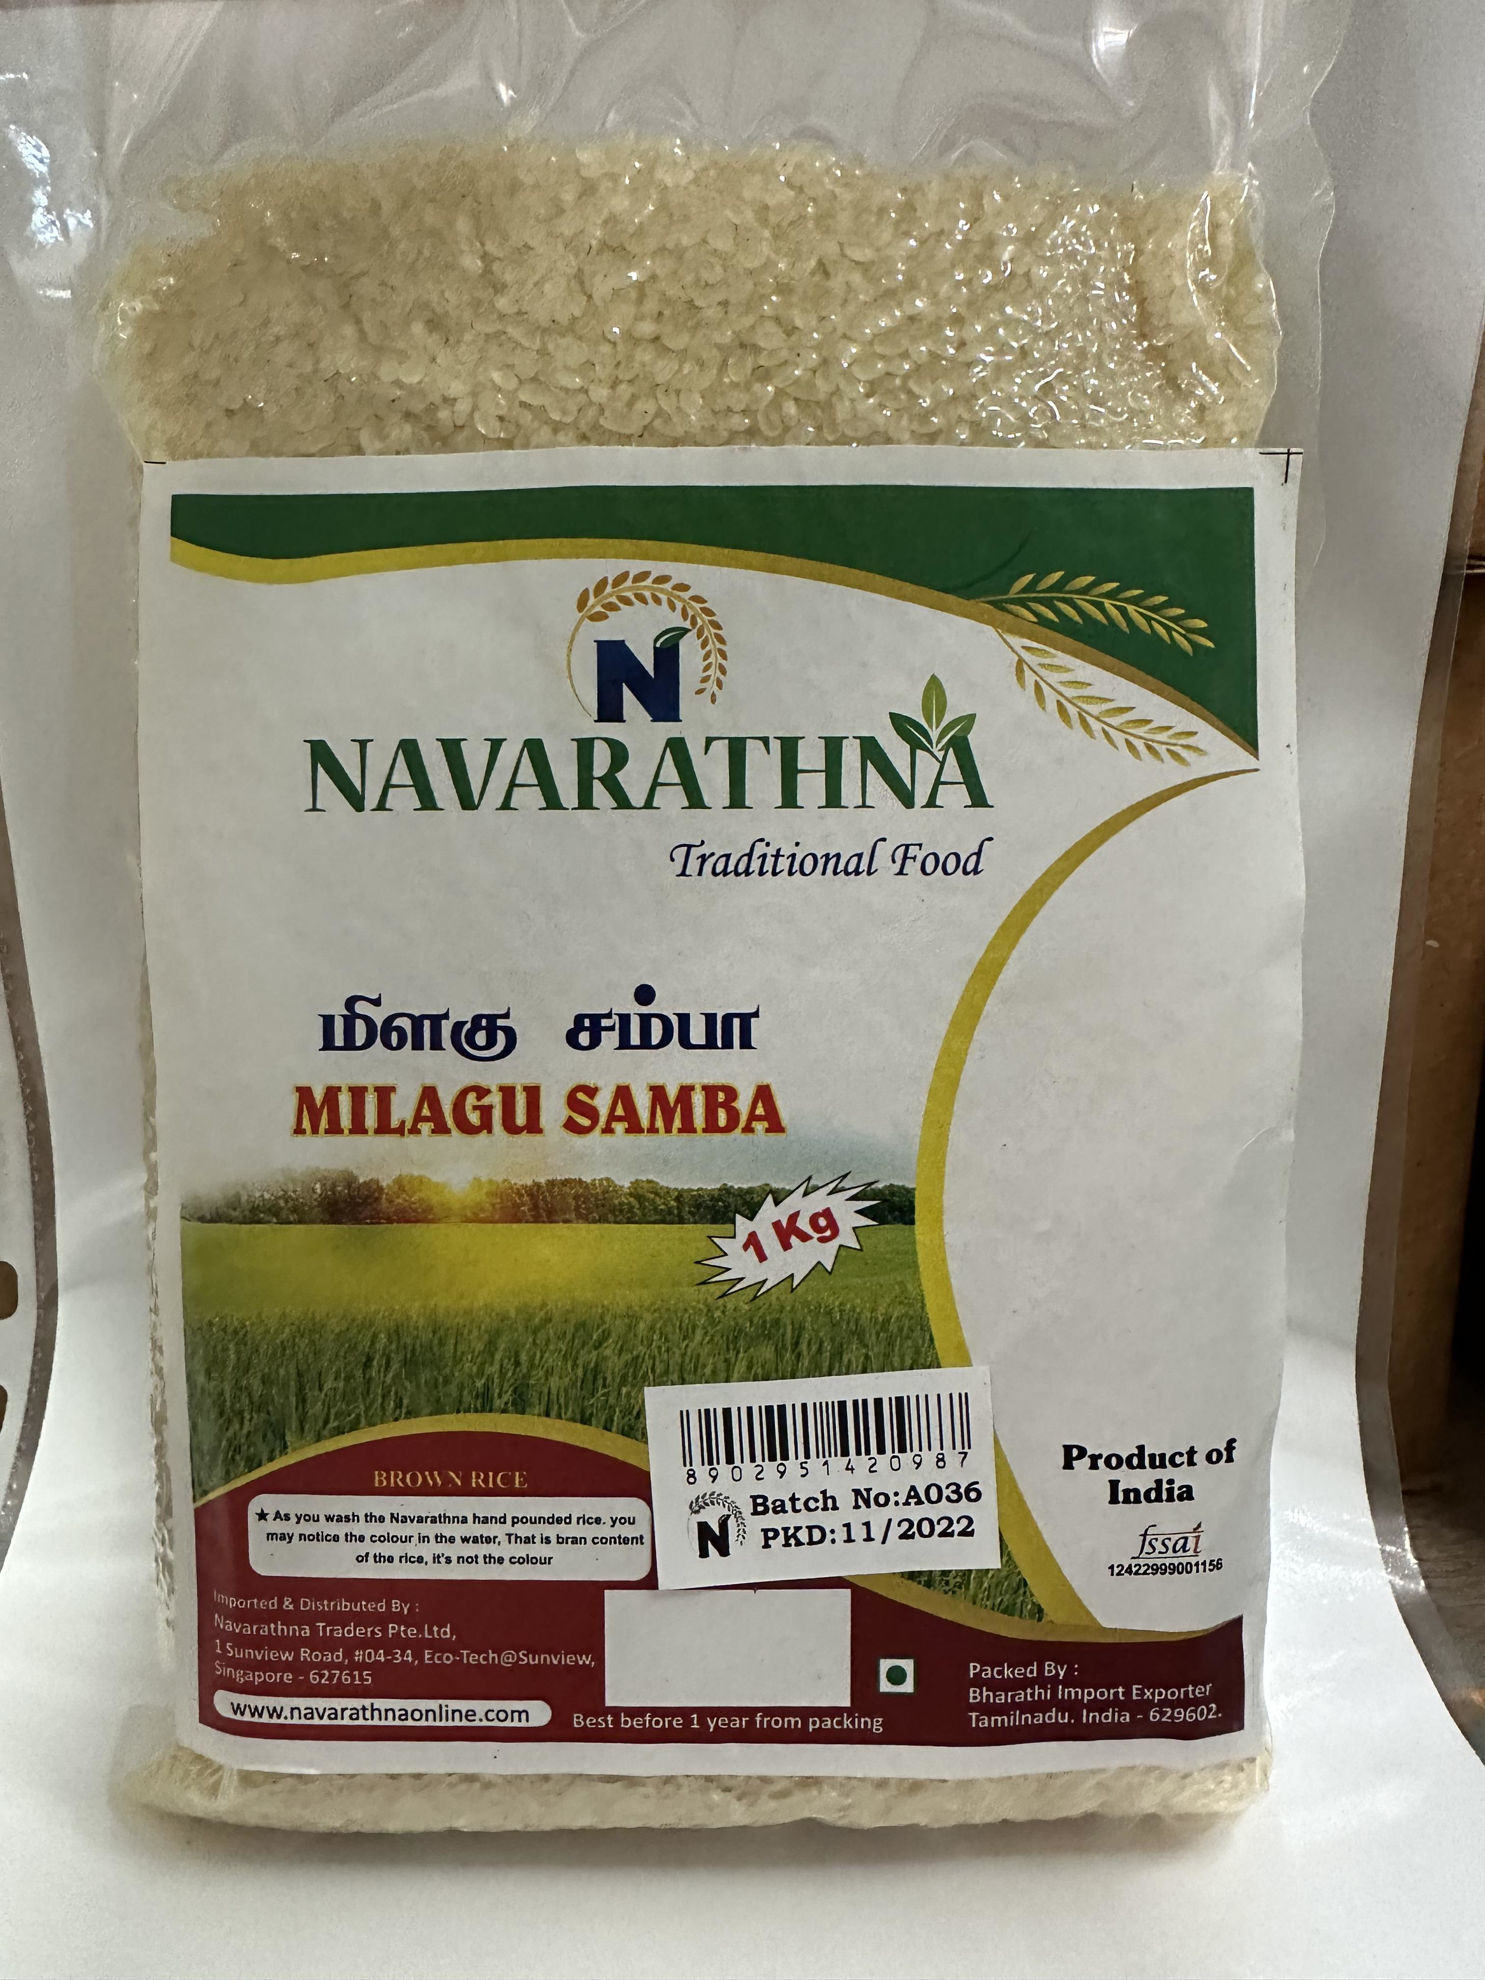 N
NAVARATHNA
Traditional Food
மிளகு சம்பா
MILAGU SAMBA
1 Kg
BROWN RICE
★ As you wash the Navarathna hand pounded rice. you
may notice the colour in the water, That is bran content
of the rice, it's not the colour
Imported & Distributed By :
Navarathna Traders Pte.Ltd,
1 Sunview Road, #04-34, Eco-Tech@Sunview,
Singapore - 627615
www.navarathnaonline.com
8902951420987
N
Batch No:A036
PKD:11/2022
Best before 1 year from packing
Product of
India
fssai
12422999001156
Packed By :
Bharathi Import Exporter
Tamilnadu. India - 629602.